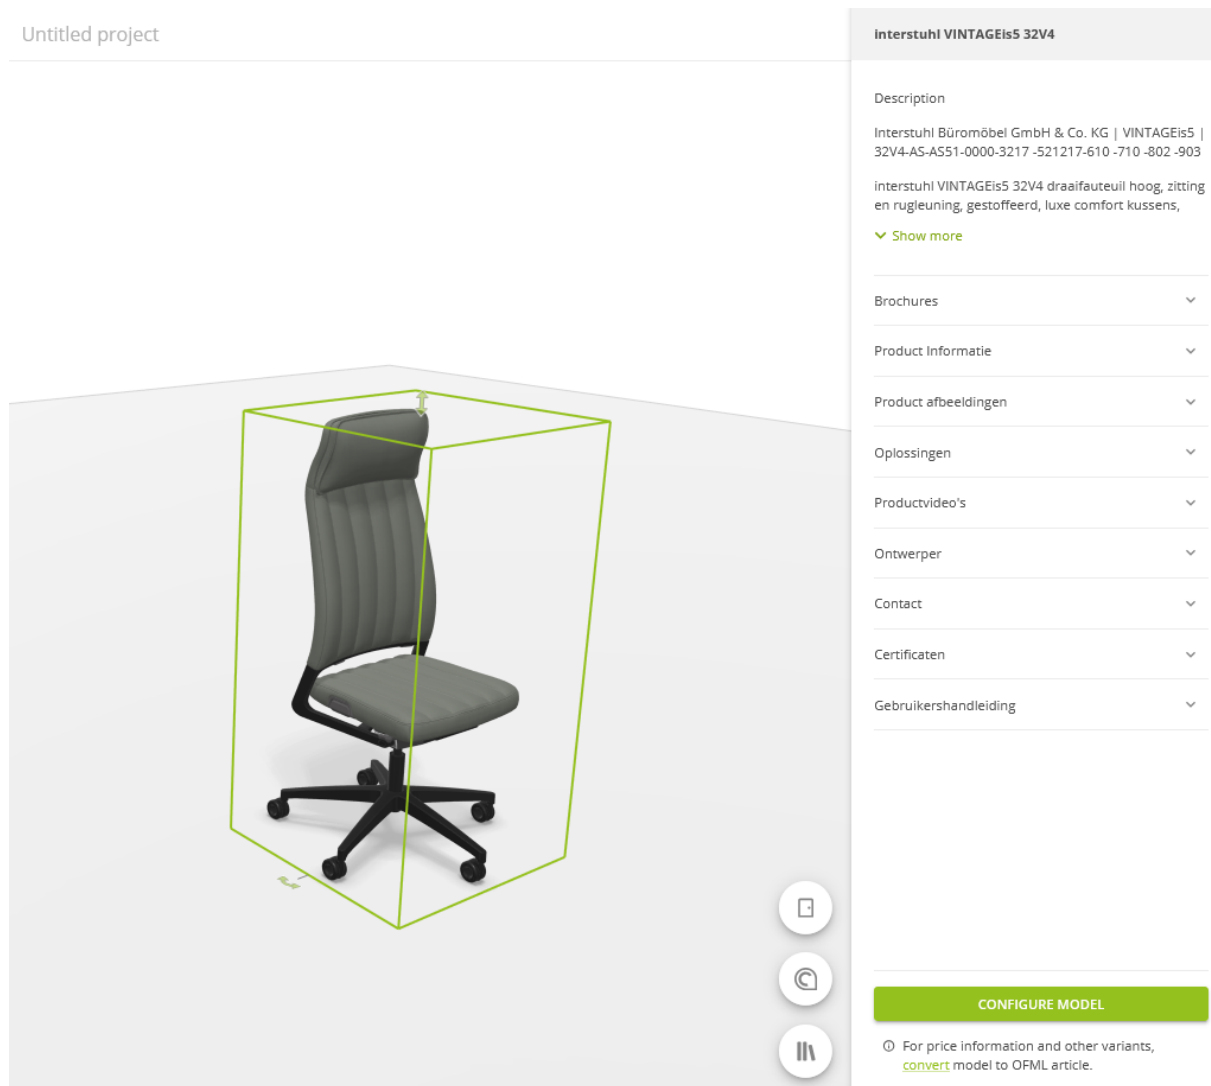 Untitled project
interstuhl VINTAGEis5 32V4
Description
Interstuhl Büromöbel GmbH & Co. KG | VINTAGEis5 |
32V4-AS-AS51-0000-3217 -521217-610 -710 -802 -903
interstuhl VINTAGEis5 32V4 draaifauteuil hoog, zitting
en rugleuning, gestoffeerd, luxe comfort kussens,
Show more
Brochures
Product Informatie
Product afbeeldingen
Oplossingen
Productvideo's
Ontwerper
Contact
Certificaten
Gebruikershandleiding
CONFIGURE MODEL
For price information and other variants,
convert model to OFML article.